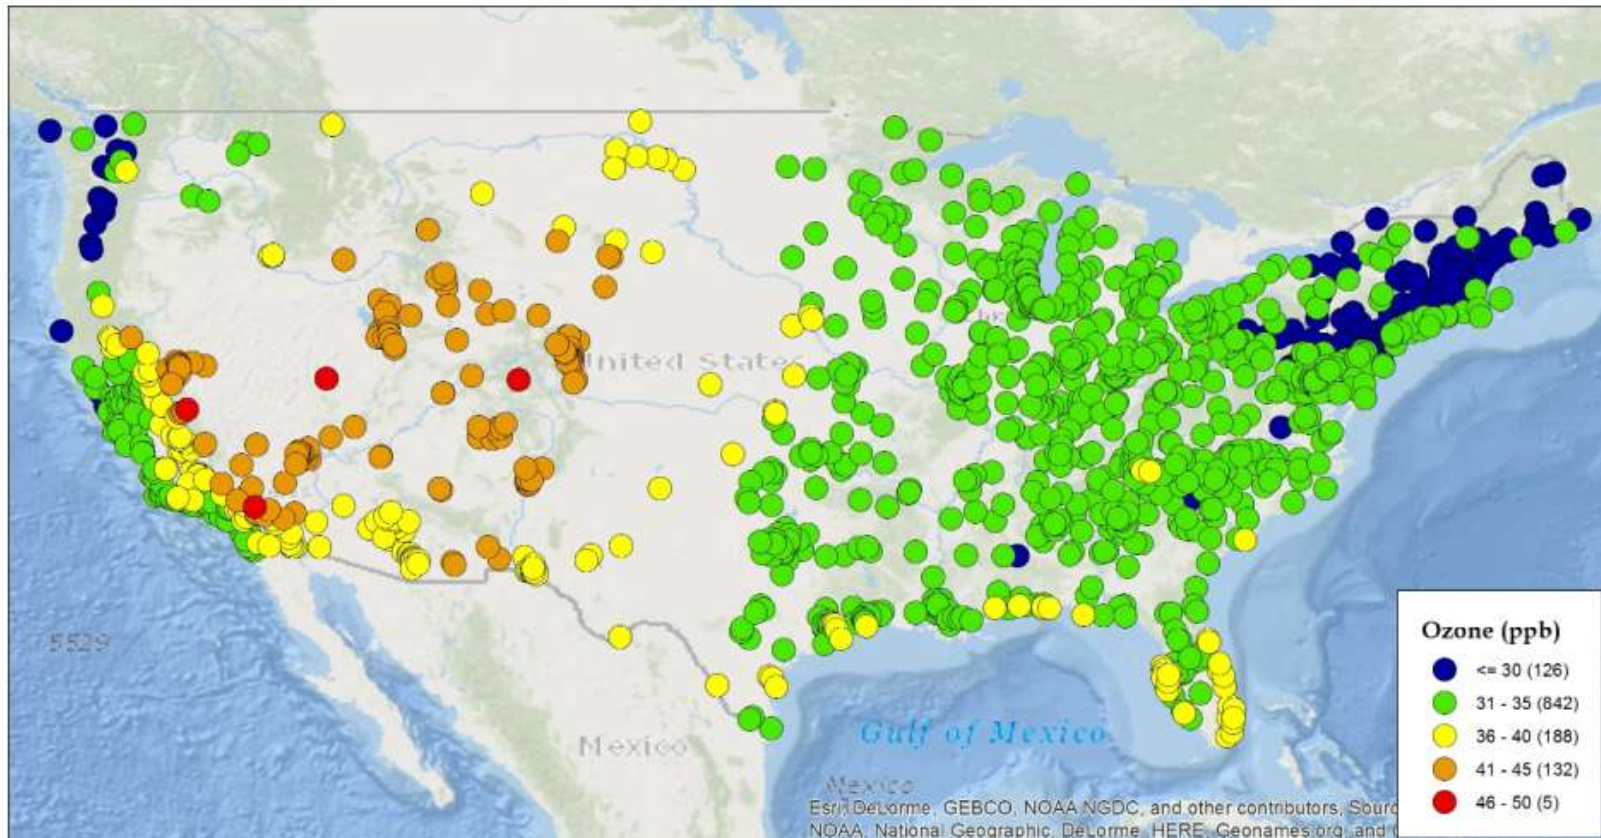 United States
5529
Gulf of Mexico
Mexico
Mexico
Esri, DeLorme, GEBCO, NOAA NGDC, and other contributors, Sourc
NOAA, National Geographic, DeLorme, HERE, Geonames.org, and
Ozone (ppb)
<= 30 (126)
31 - 35 (842)
36 - 40 (188)
41 - 45 (132)
46 - 50 (5)